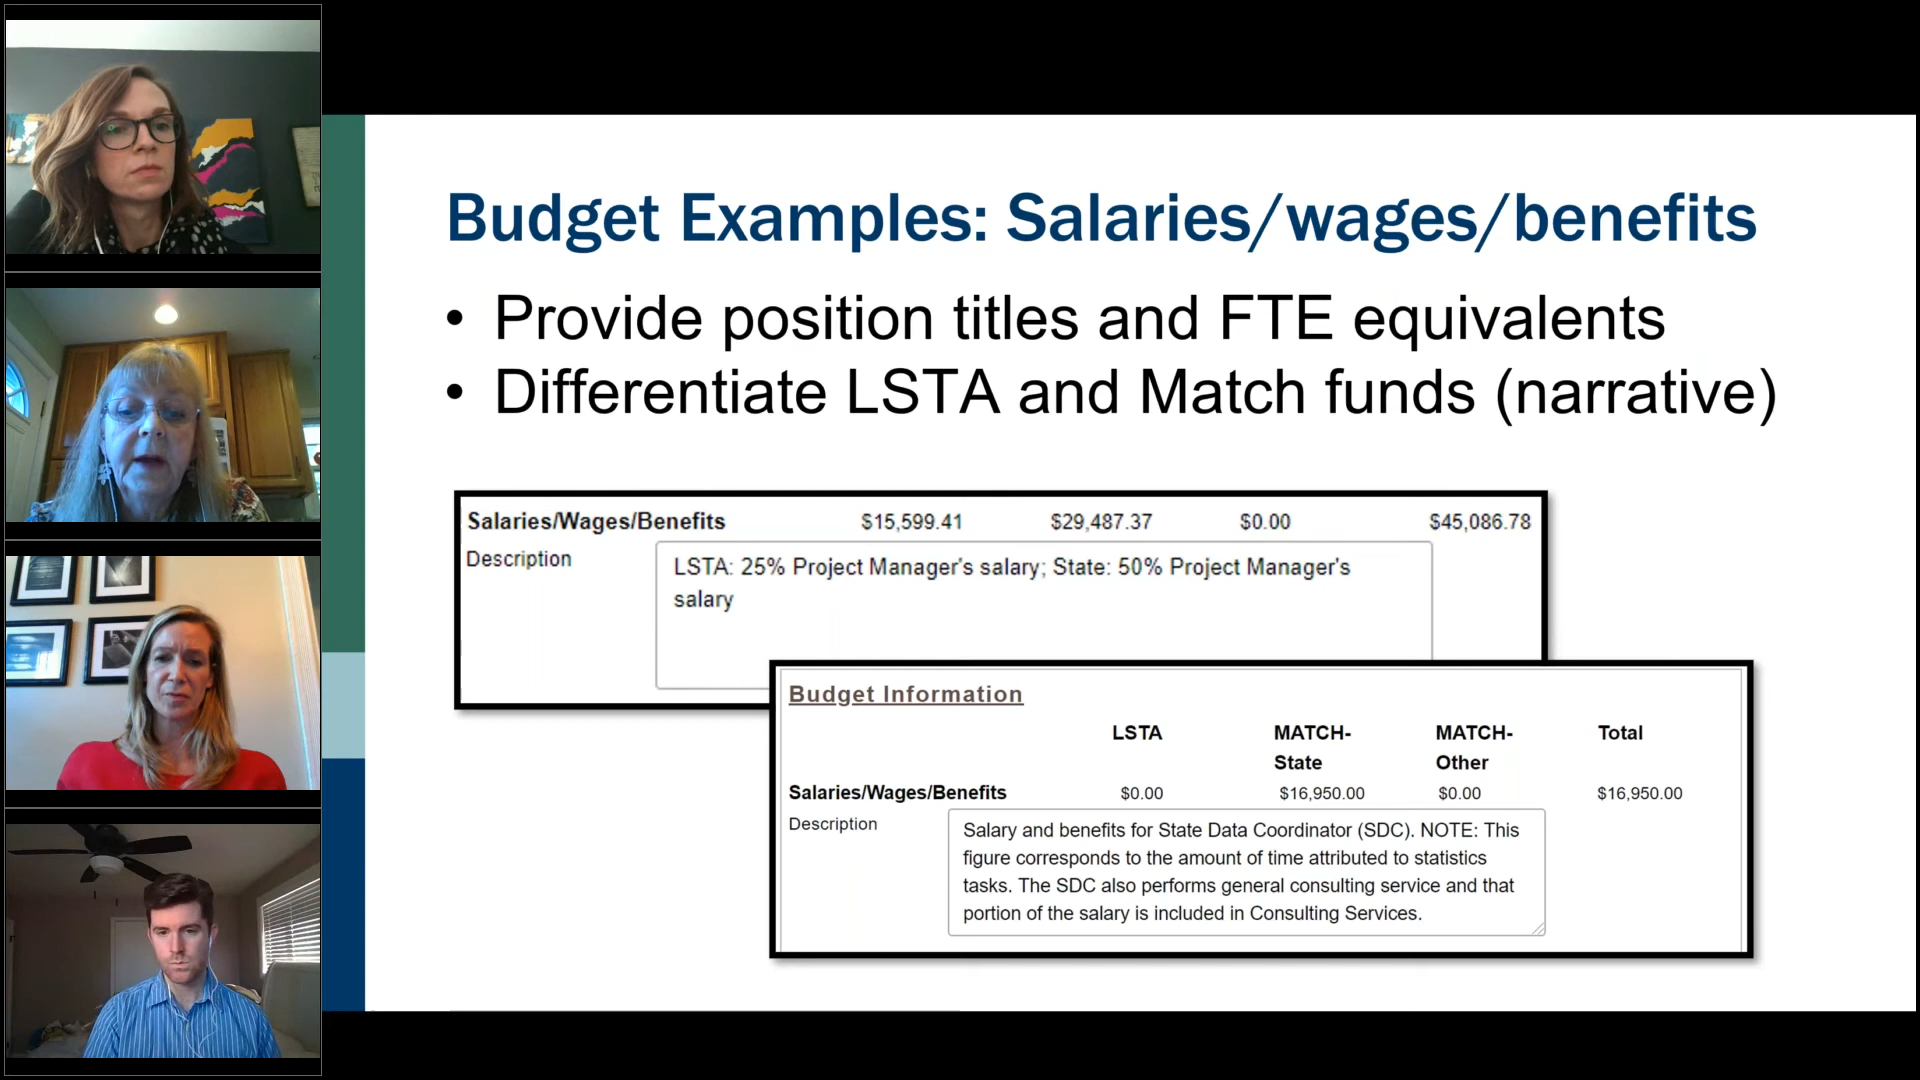 Budget Examples: Salaries/wages/benefits
• Provide position titles and FTE equivalents
• Differentiate LSTA and Match funds (narrative)
Salaries/Wages/Benefits $15,599.41 $29,487.37 $0.00 $45,086.78
Description
LSTA: 25% Project Manager's salary; State: 50% Project Manager's
salary
Budget Information
LSTA MATCH- MATCH- Total
State Other
Salaries/Wages/Benefits $0.00 $16,950.00 $0.00 $16,950.00
Description
Salary and benefits for State Data Coordinator (SDC). NOTE: This
figure corresponds to the amount of time attributed to statistics
tasks. The SDC also performs general consulting service and that
portion of the salary is included in Consulting Services.